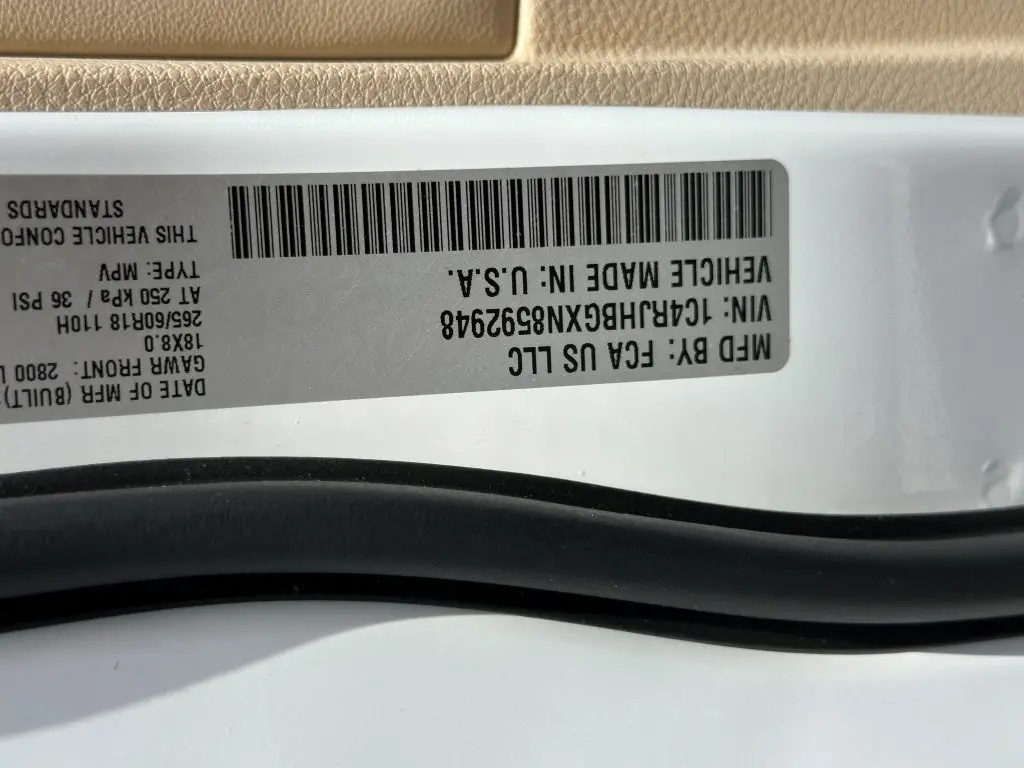 MFD BY: FCA US LLC
VIN: 1C4RJHBGXN8592948
VEHICLE MADE IN: U.S.A.
DATE OF MFR (BUILT):
GAWR FRONT: 2800 L
18X8.0
265/60R18 110H
AT 250 kPa / 36 PSI
TYPE: MPV
THIS VEHICLE CONFO
STANDARDS